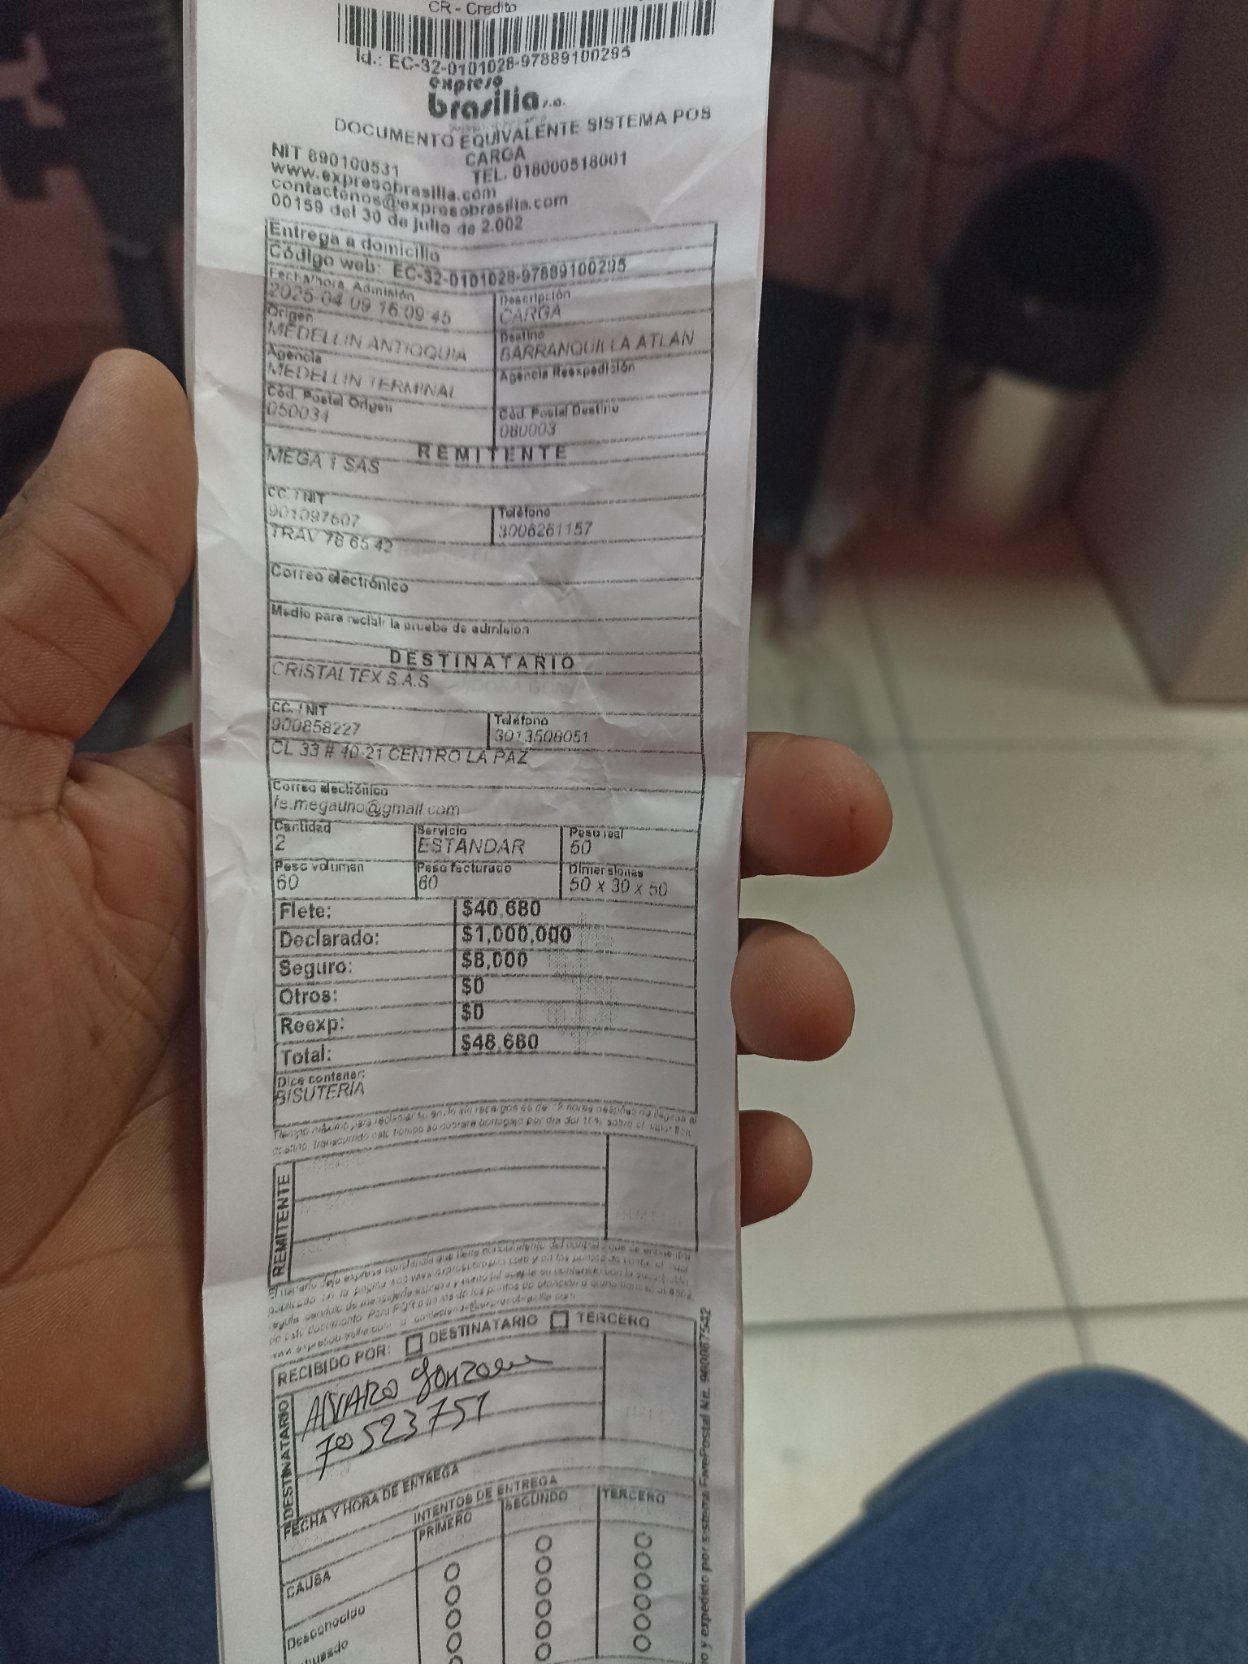 CR - Credito
Id.: EC-32-0101028-97889100295
expreso
brasilia s.a.
DOCUMENTO EQUIVALENTE SISTEMA POS
CARGA
NIT 890100531 TEL. 018000518001
www.expresobrasilia.com
contactenos@expresobrasilia.com
00159 del 30 de julio de 2.002
Entrega a domicilio
Código web: EC-32-0101028-97889100295
Fecha/hora Admisión Descripción
2025-04-09 16:09:45 CARGA
Origen Destino
MEDELLIN ANTIOQUIA BARRANQUILLA ATLAN
Agencia Agencia Reexpedición
MEDELLIN TERMINAL
Cód. Postal Origen Cód. Postal Destino
050034 080003
REMITENTE
MEGA 1 SAS
CC. / NIT Teléfono
901097607 3006261157
TRAV 78 65 42
Correo electrónico
Medio para recibir la prueba de admisión
DESTINATARIO
CRISTALTEX S.A.S
CC. / NIT Teléfono
900858227 3013508051
CL 33 # 40-21 CENTRO LA PAZ
Correo electrónico
fe.megauno@gmail.com
Cantidad Servicio Peso real
2 ESTANDAR 60
Peso volumen Peso facturado Dimensiones
60 60 50 x 30 x 50
Flete: $40,680
Declarado: $1,000,000
Seguro: $8,000
Otros: $0
Reexp: $0
Total: $48,680
Dice contener:
BISUTERIA
REMITENTE
RECIBIDO POR: DESTINATARIO TERCERO
DESTINATARIO
ALVARO
70523751
FECHA Y HORA DE ENTREGA
INTENTOS DE ENTREGA
CAUSA PRIMERO SEGUNDO TERCERO
Desconocido